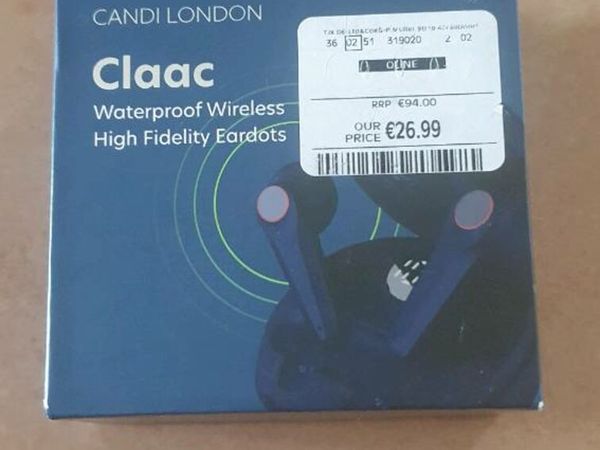 CANDI LONDON
Claac
Waterproof Wireless
High Fidelity Eardots
36 02 51 319020 2 02
RRP €94.00
OUR
PRICE €26.99